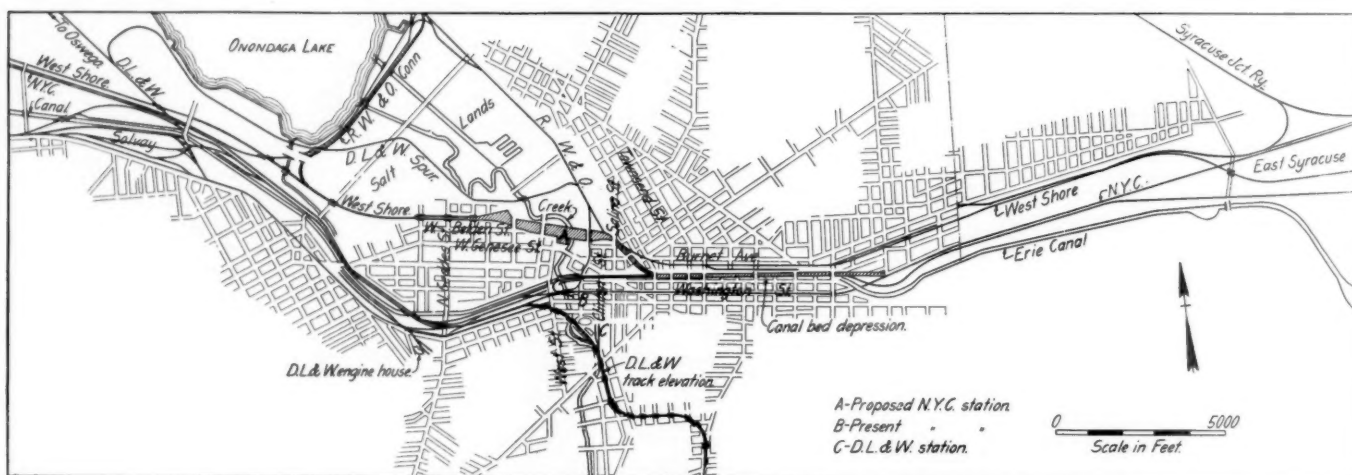 To Oswego
D.L.& W.
ONONDAGA LAKE
West Shore
N.Y.C.
Canal
Solvay
R.W.& O. Conn
Lands
D.L.& W. Spur.
Salt
R. W. & O.
Salina St.
Townsend St.
Syracuse Jct. Ry.
East Syracuse
West Shore
N.Y.C.
Erie Canal
West Shore
Creek
A
W. Belden St.
W. Genesee St.
Burnet Ave
Washington St.
Canal bed depression.
B
C
West St.
D.L.& W. engine house
D.L.& W
track elevation
A-Proposed N.Y.C. station.
B-Present " "
C-D.L.& W. station.
0 5000
Scale in Feet.